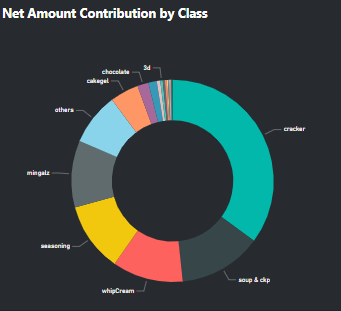 Net Amount Contribution by Class
3d
chocolate
cakegel
others
cracker
mingalz
seasoning
soup & ckp
whipCream